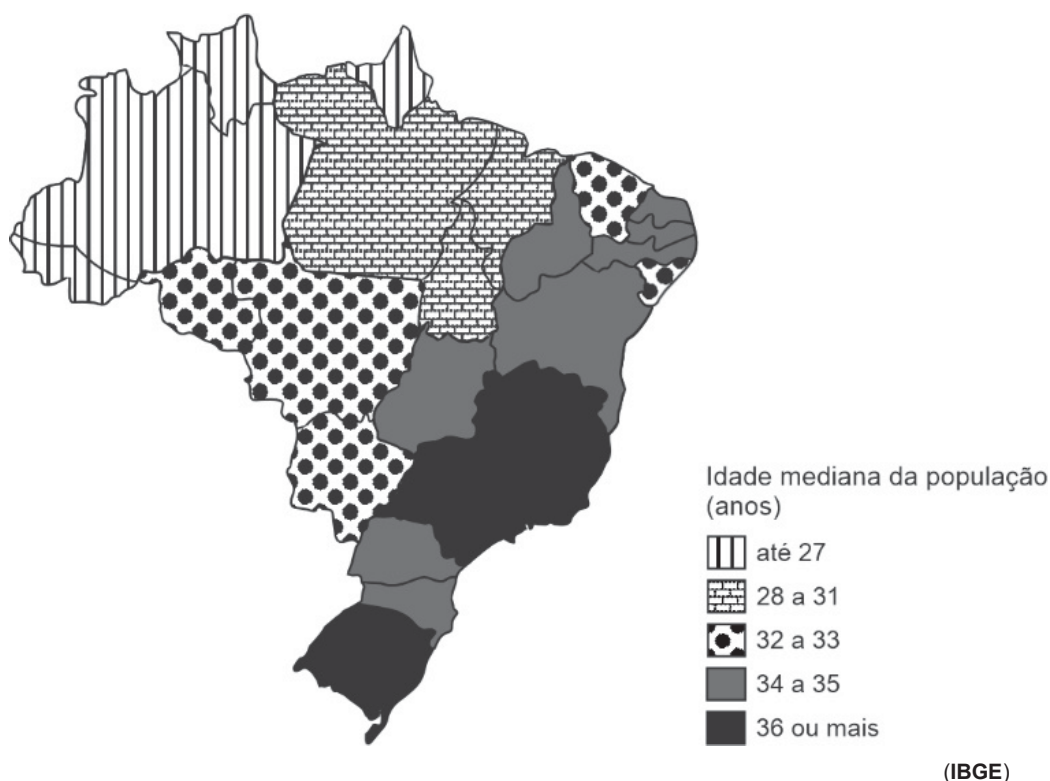 Idade mediana da população
(anos)
até 27
28 a 31
32 a 33
34 a 35
36 ou mais
(IBGE)